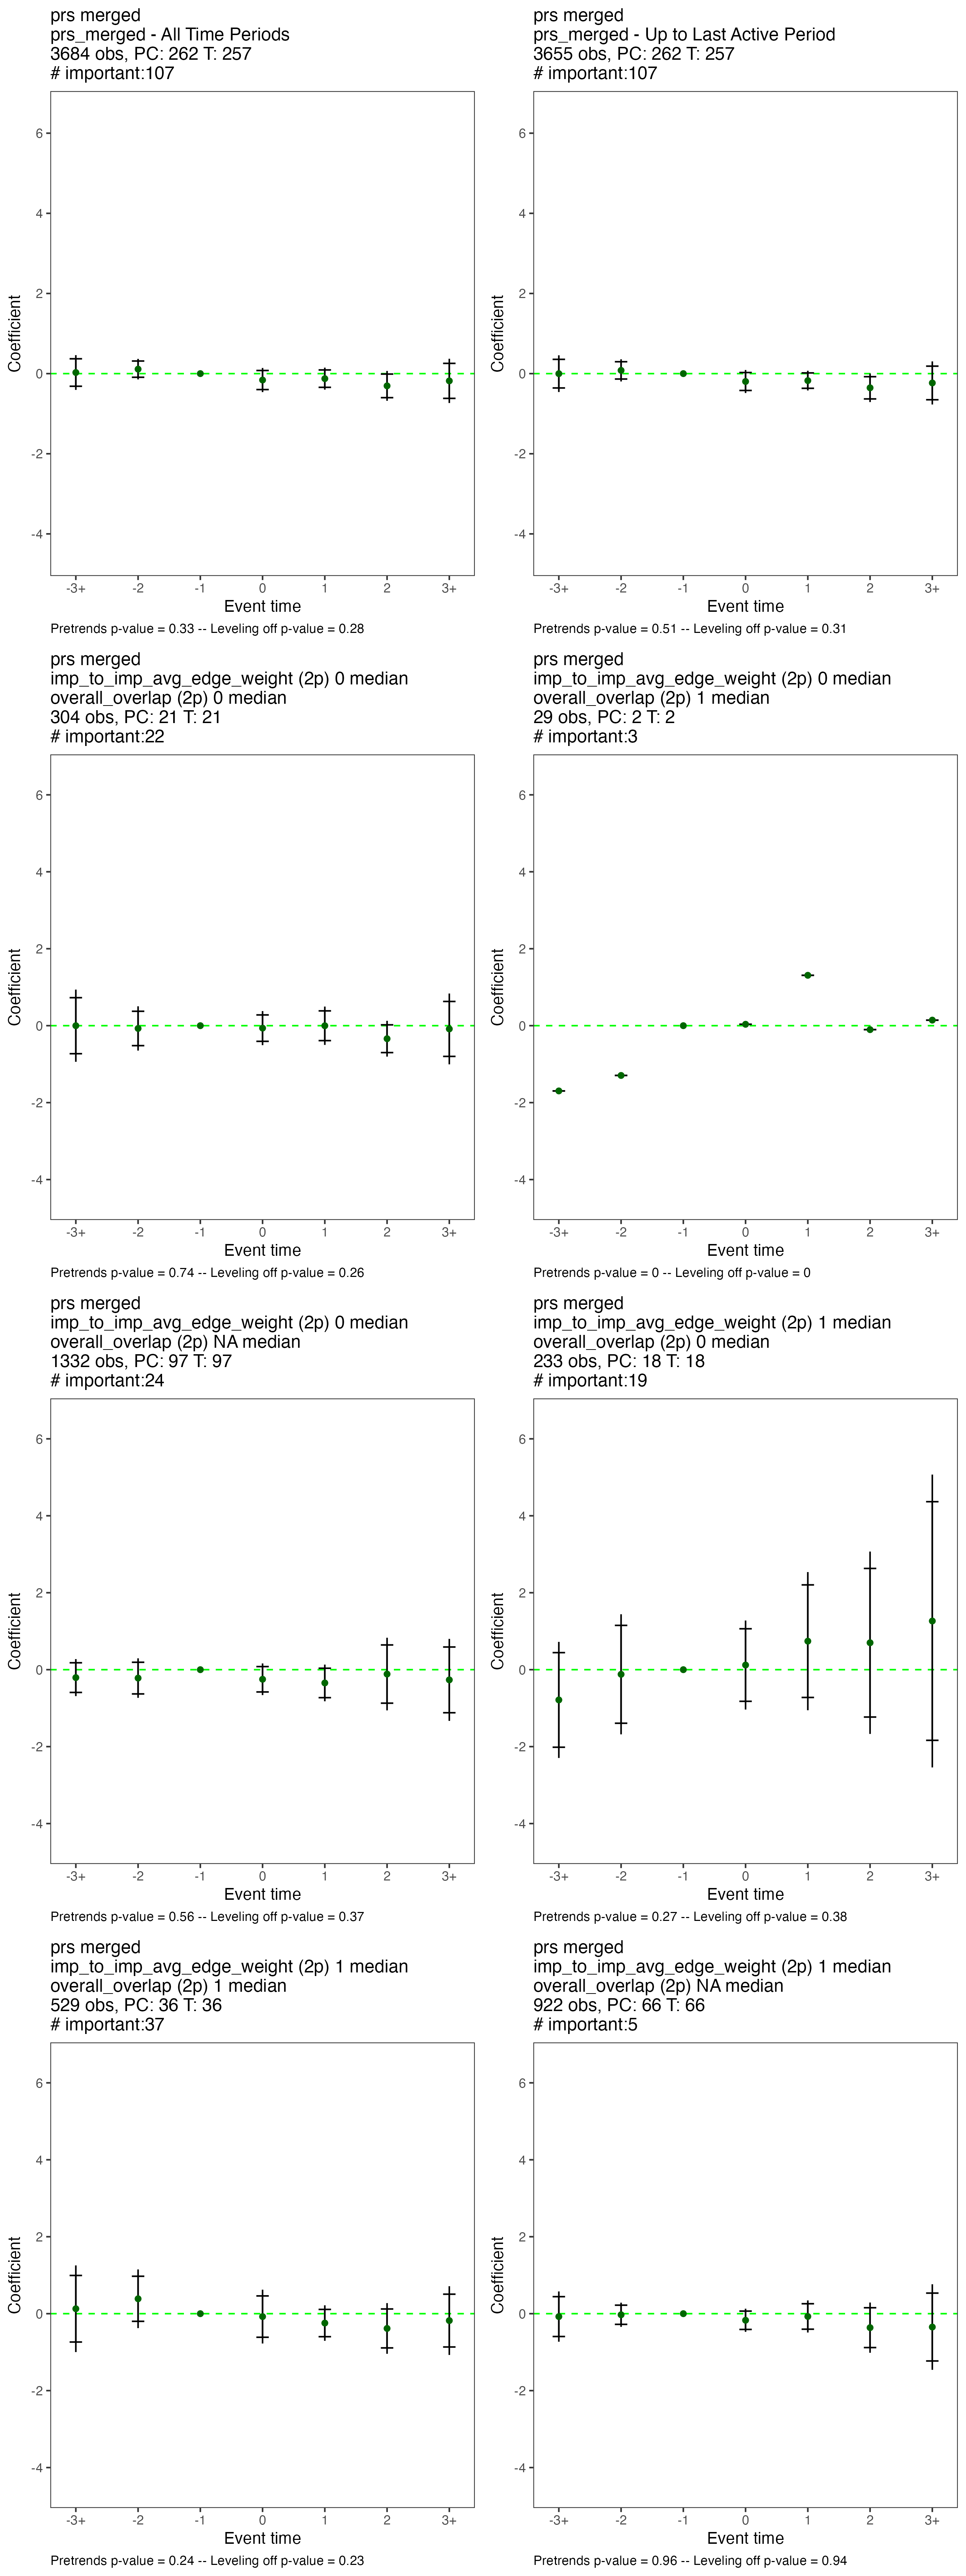 prs merged
prs_merged - All Time Periods
3684 obs, PC: 262 T: 257
# important:107
Coefficient
6
4
2
0
-2
-4
-3+ -2 -1 0 1 2 3+
Event time
Pretrends p-value = 0.33 -- Leveling off p-value = 0.28
prs merged
prs_merged - Up to Last Active Period
3655 obs, PC: 262 T: 257
# important:107
Coefficient
6
4
2
0
-2
-4
-3+ -2 -1 0 1 2 3+
Event time
Pretrends p-value = 0.51 -- Leveling off p-value = 0.31
prs merged
imp_to_imp_avg_edge_weight (2p) 0 median
overall_overlap (2p) 0 median
304 obs, PC: 21 T: 21
# important:22
Coefficient
6
4
2
0
-2
-4
-3+ -2 -1 0 1 2 3+
Event time
Pretrends p-value = 0.74 -- Leveling off p-value = 0.26
prs merged
imp_to_imp_avg_edge_weight (2p) 0 median
overall_overlap (2p) 1 median
29 obs, PC: 2 T: 2
# important:3
Coefficient
6
4
2
0
-2
-4
-3+ -2 -1 0 1 2 3+
Event time
Pretrends p-value = 0 -- Leveling off p-value = 0
prs merged
imp_to_imp_avg_edge_weight (2p) 0 median
overall_overlap (2p) NA median
1332 obs, PC: 97 T: 97
# important:24
Coefficient
6
4
2
0
-2
-4
-3+ -2 -1 0 1 2 3+
Event time
Pretrends p-value = 0.56 -- Leveling off p-value = 0.37
prs merged
imp_to_imp_avg_edge_weight (2p) 1 median
overall_overlap (2p) 0 median
233 obs, PC: 18 T: 18
# important:19
Coefficient
6
4
2
0
-2
-4
-3+ -2 -1 0 1 2 3+
Event time
Pretrends p-value = 0.27 -- Leveling off p-value = 0.38
prs merged
imp_to_imp_avg_edge_weight (2p) 1 median
overall_overlap (2p) 1 median
529 obs, PC: 36 T: 36
# important:37
Coefficient
6
4
2
0
-2
-4
-3+ -2 -1 0 1 2 3+
Event time
Pretrends p-value = 0.24 -- Leveling off p-value = 0.23
prs merged
imp_to_imp_avg_edge_weight (2p) 1 median
overall_overlap (2p) NA median
922 obs, PC: 66 T: 66
# important:5
Coefficient
6
4
2
0
-2
-4
-3+ -2 -1 0 1 2 3+
Event time
Pretrends p-value = 0.96 -- Leveling off p-value = 0.94